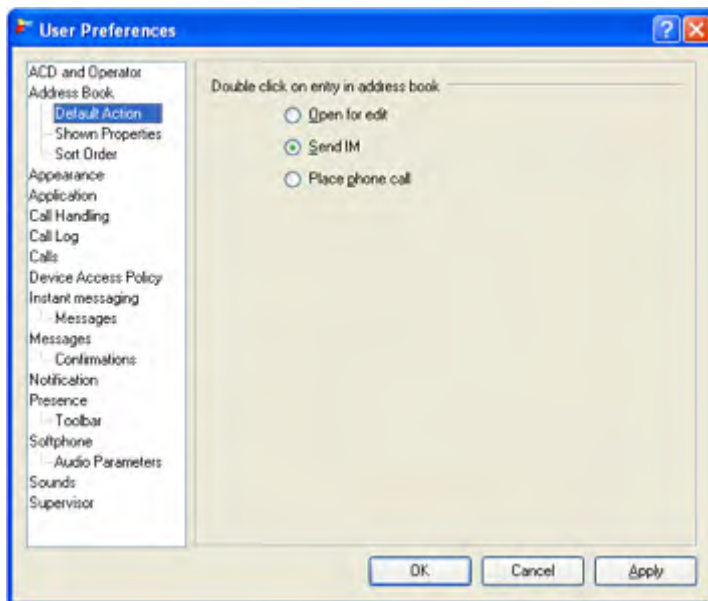 User Preferences
ACD and Operator
Address Book
Default Action
Shown Properties
Sort Order
Appearance
Application
Call Handling
Call Log
Calls
Device Access Policy
Instant messaging
Messages
Messages
Confirmations
Notification
Presence
Toolbar
Softphone
Audio Parameters
Sounds
Supervisor
Double click on entry in address book
Open for edit
Send IM
Place phone call
OK
Cancel
Apply